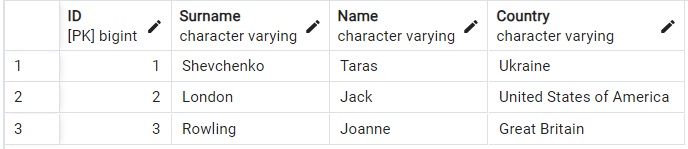 ID Surname Name Country
[PK] bigint character varying character varying character varying
1 1 Shevchenko Taras Ukraine
2 2 London Jack United States of America
3 3 Rowling Joanne Great Britain